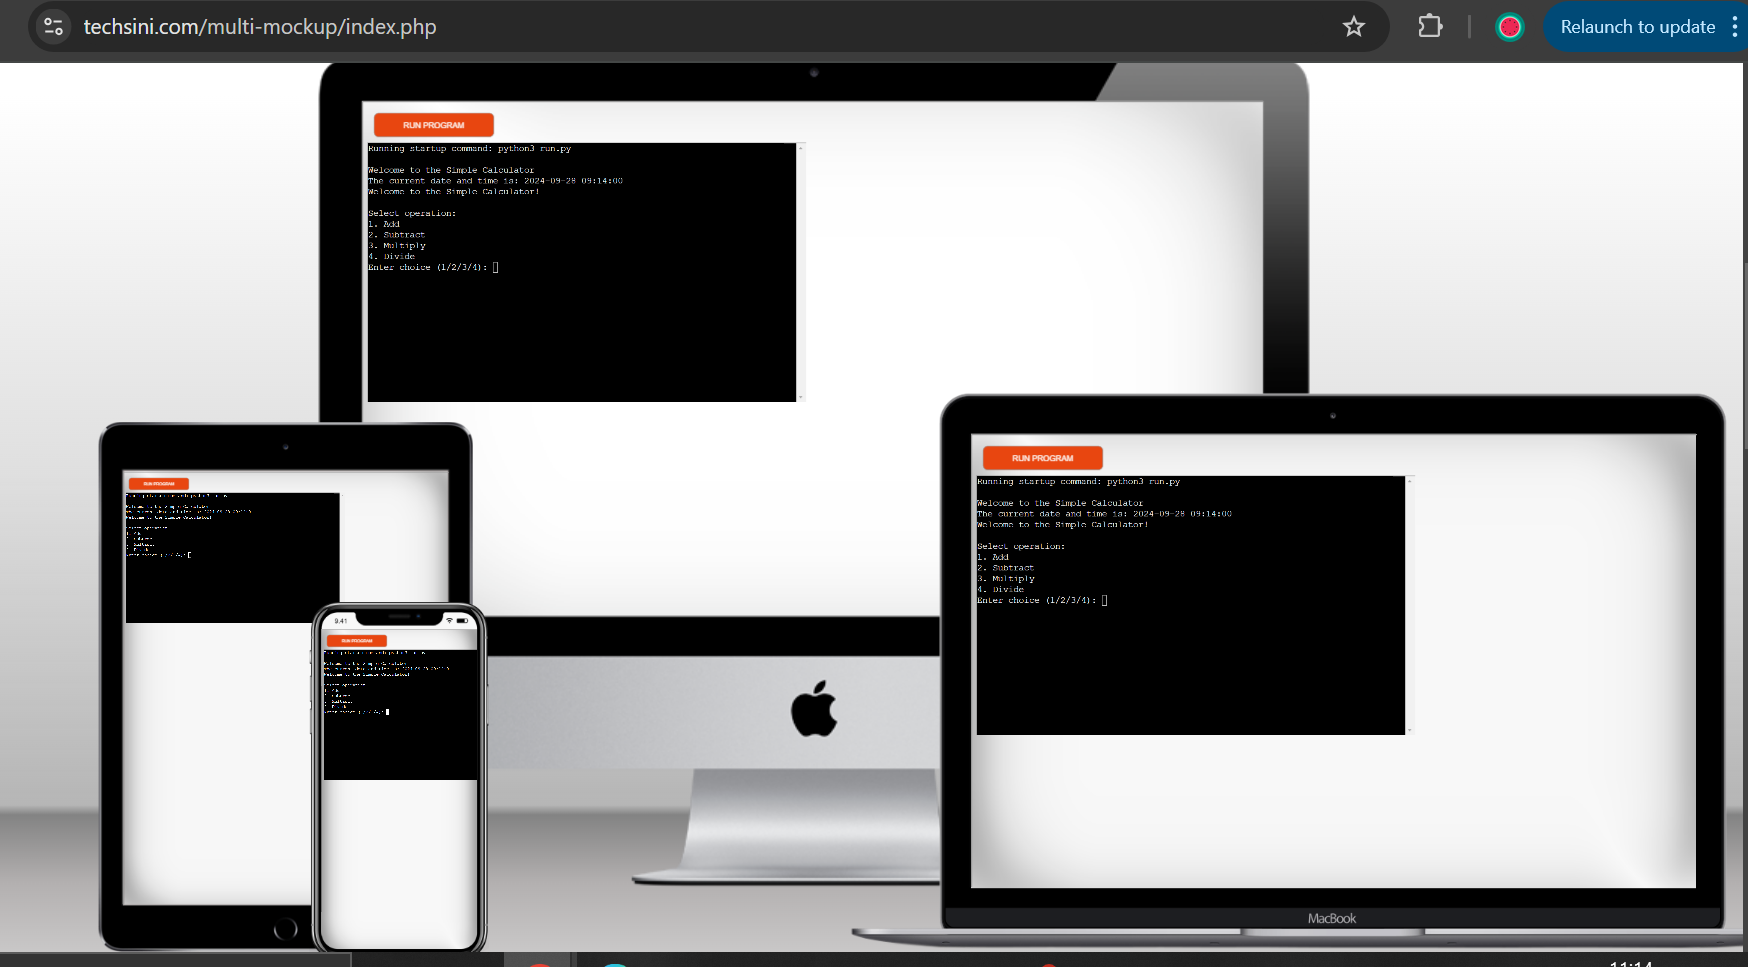 techsini.com/multi-mockup/index.php
Relaunch to update
RUN PROGRAM
Running startup command: python3 run.py
Welcome to the Simple Calculator
The current date and time is: 2024-09-28 09:14:00
Welcome to the Simple Calculator!
Select operation:
1. Add
2. Subtract
3. Multiply
4. Divide
Enter choice (1/2/3/4):
RUN PROGRAM
Running startup command: python3 run.py
Welcome to the Simple Calculator
The current date and time is: 2024-09-28 09:14:00
Welcome to the Simple Calculator!
Select operation:
1. Add
2. Subtract
3. Multiply
4. Divide
Enter choice (1/2/3/4):
MacBook
RUN PROGRAM
9:41
RUN PROGRAM
11:14